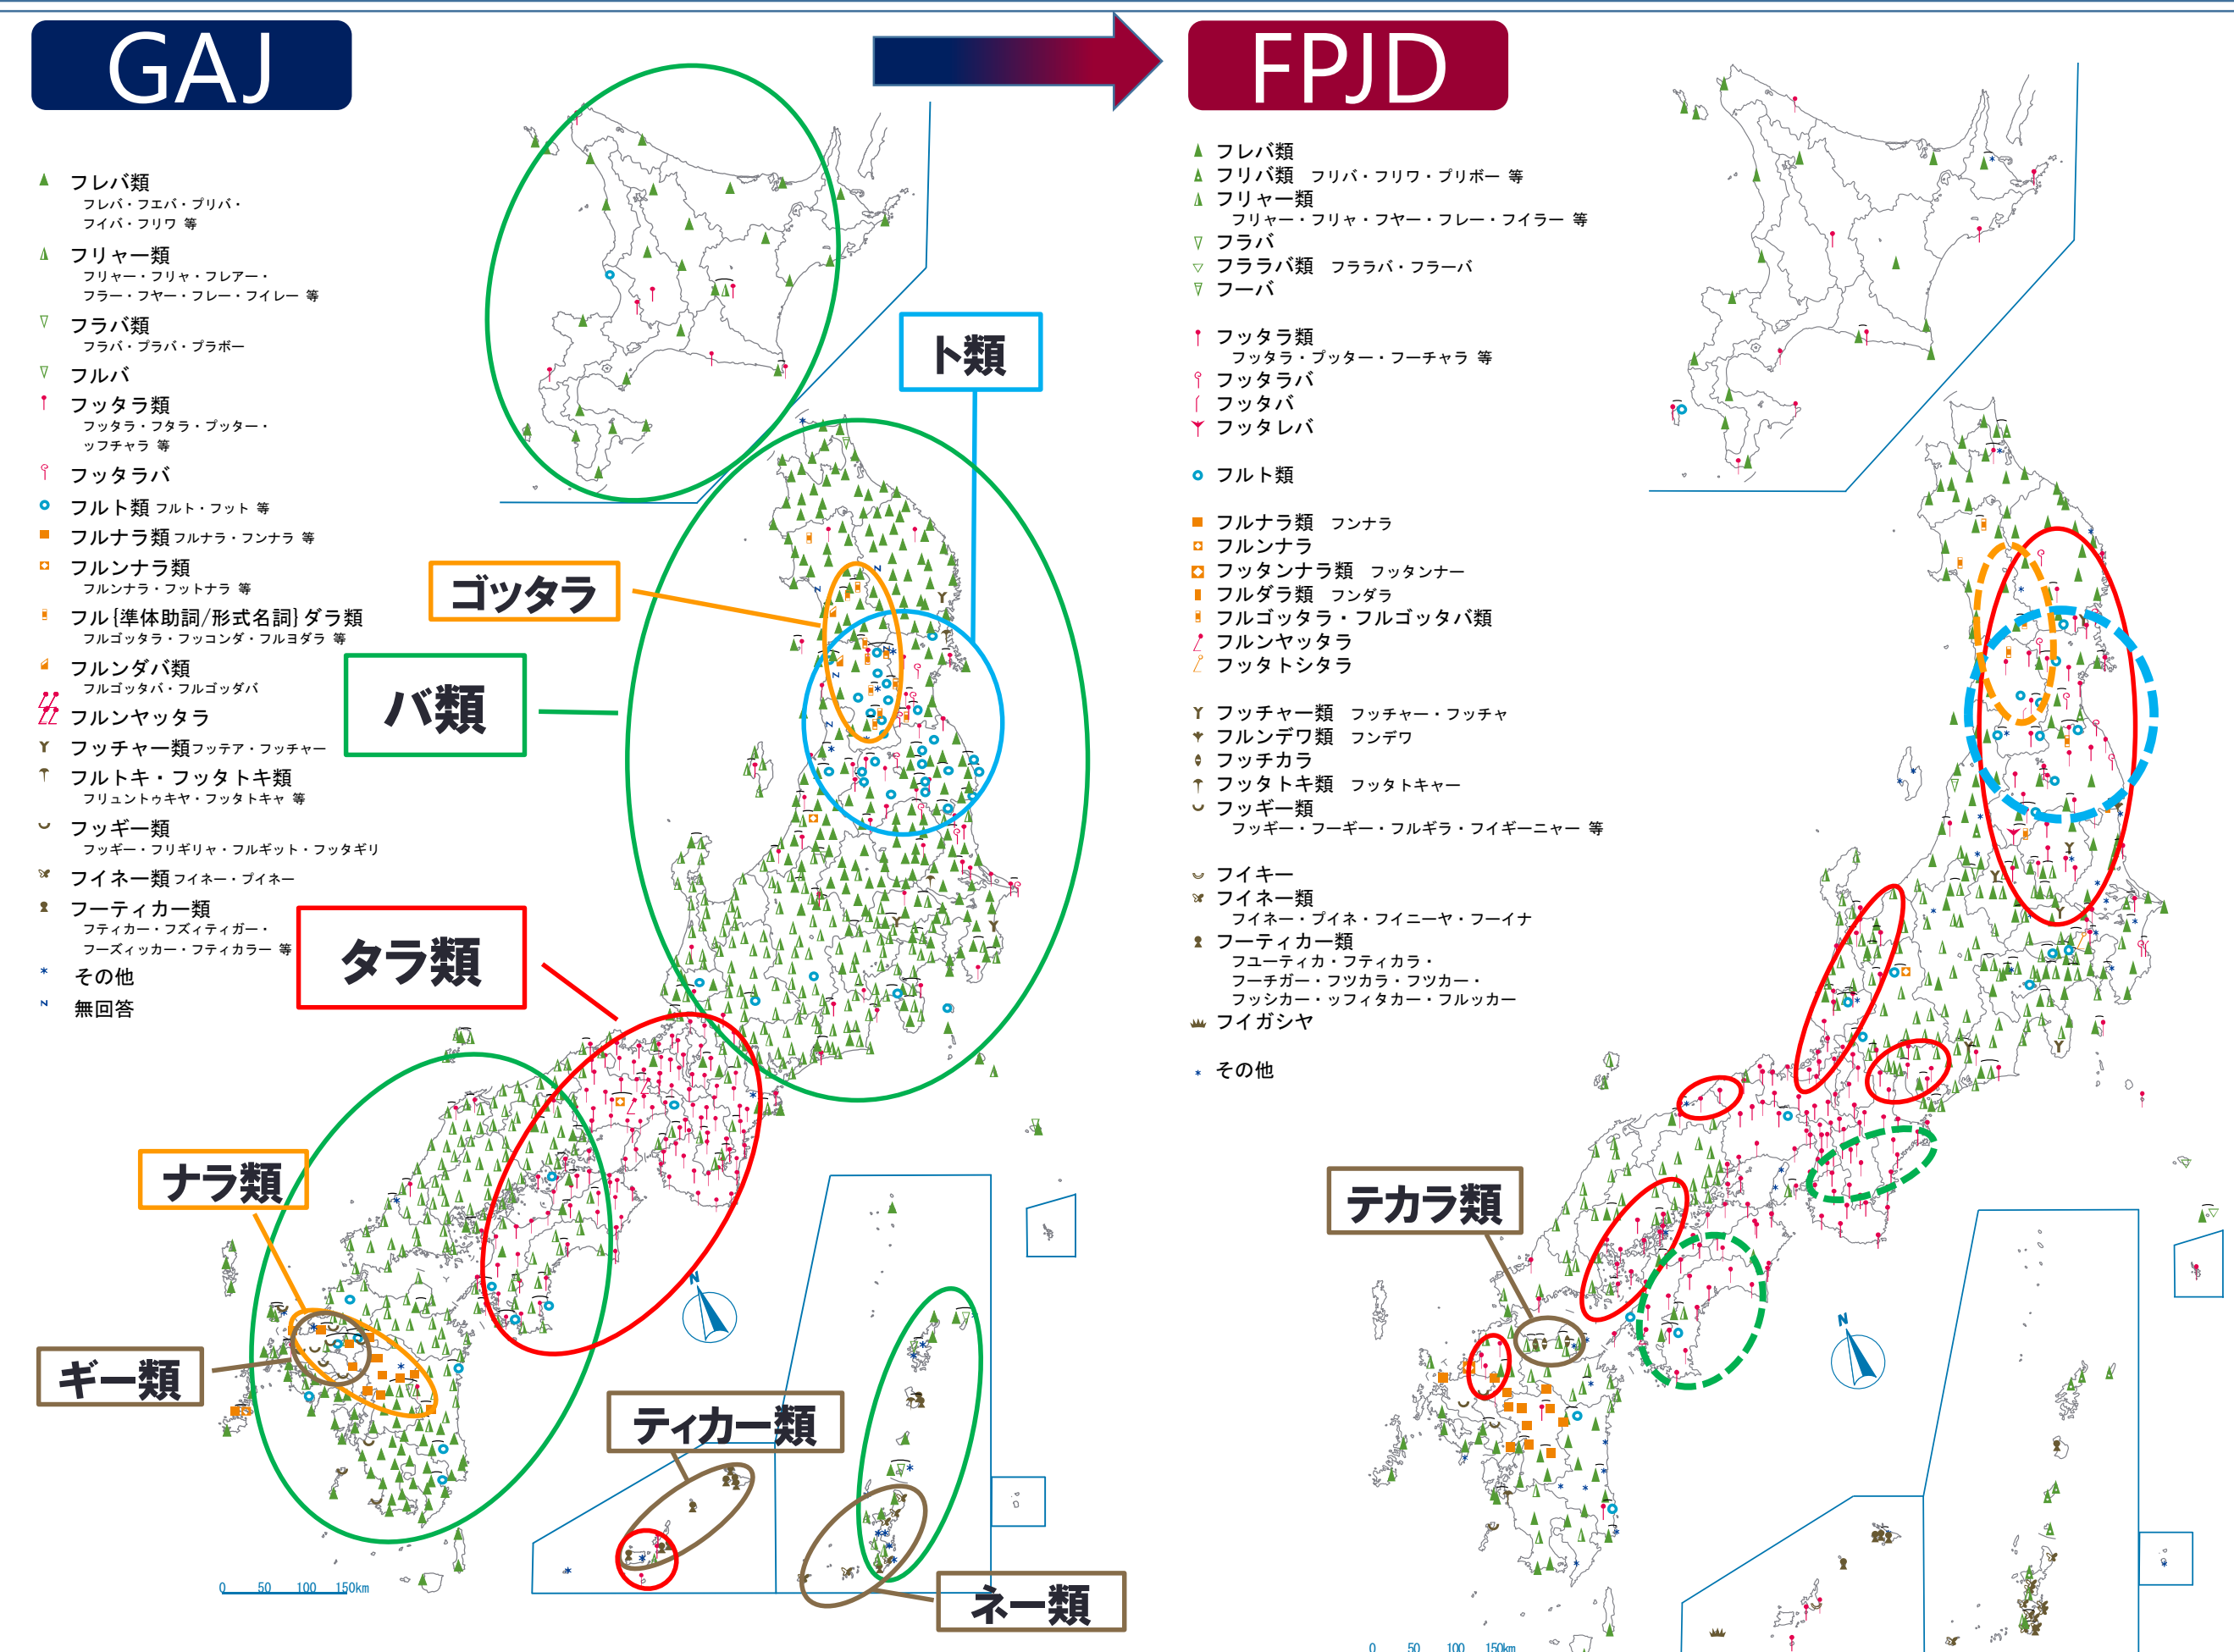 GAJ
フレバ類
フレバ・フエバ・プリバ・
フイバ・フリワ 等
フリャー類
フリャー・フリャ・フレアー・
フラー・フヤー・フレー・フイレー 等
フラバ類
フラバ・プラバ・プラボー
フルバ
フッタラ類
フッタラ・フタラ・プッター・
ッフチャラ 等
フッタラバ
フルト類 フルト・フット 等
フルナラ類 フルナラ・フンナラ 等
フルンナラ類
フルンナラ・フットナラ 等
フル{準体助詞/形式名詞}ダラ類
フルゴッタラ・フッコンダ・フルヨダラ 等
フルンダバ類
フルゴッタバ・フルゴッダバ
フルンヤッタラ
フッチャー類 フッテア・フッチャー
フルトキ・フッタトキ類
フリュントゥキヤ・フッタトキャ 等
フッギー類
フッギー・フリギリャ・フルギット・フッタギリ
フイネー類 フイネー・プイネー
フーティカー類
フティカー・フズィティガー・
フーズィッカー・フティカラー 等
その他
N 無回答
ト類
ゴッタラ
バ類
タラ類
ナラ類
ギー類
ティカー類
ネー類
N
0 50 100 150km
FPJD
フレバ類
フリバ類 フリバ・フリワ・プリボー 等
フリャー類
フリャー・フリャ・フヤー・フレー・フイラー 等
フラバ
フララバ類 フララバ・フラーバ
フーバ
フッタラ類
フッタラ・プッター・フーチャラ 等
フッタラバ
フッタバ
フッタレバ
フルト類
フルナラ類 フンナラ
フルンナラ
フッタンナラ類 フッタンナー
フルダラ類 フンダラ
フルゴッタラ・フルゴッタバ類
フルンヤッタラ
フッタトシタラ
フッチャー類 フッチャー・フッチャ
フルンデワ類 フンデワ
フッチカラ
フッタトキ類 フッタトキャー
フッギー類
フッギー・フーギー・フルギラ・フイギーニャー 等
フイキー
フイネー類
フイネー・プイネ・フイニーヤ・フーイナ
フーティカー類
フユーティカ・フティカラ・
フーチガー・フツカラ・フツカー・
フッシカー・ッフィタカー・フルッカー
フイガシヤ
その他
テカラ類
N
0 50 100 150km